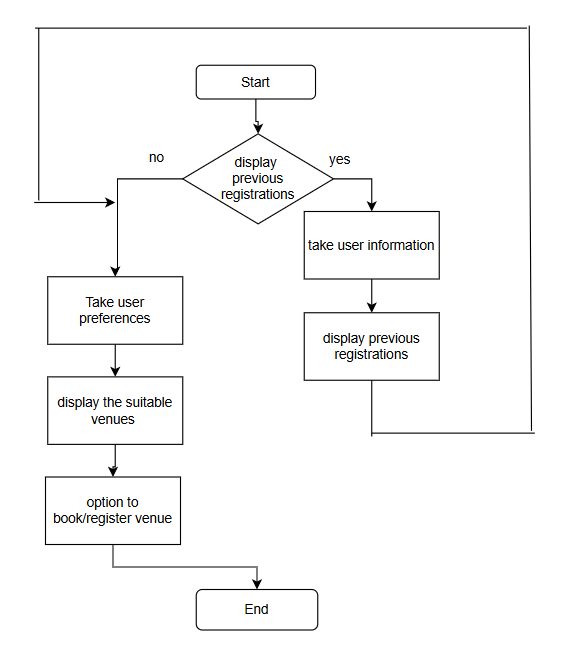 Start
no
yes
display
previous
registrations
take user information
Take user
preferences
display previous
registrations
display the suitable
venues
option to
book/register venue
End